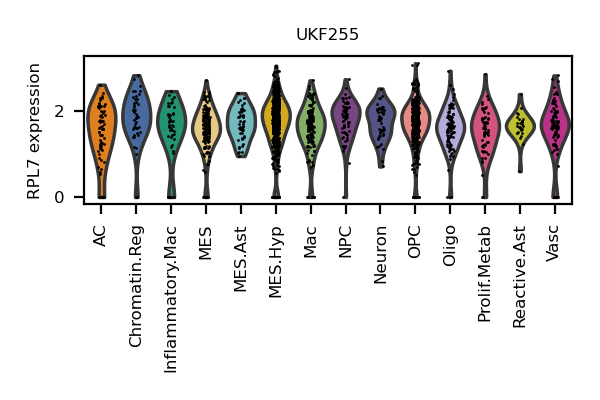 UKF255
RPL7 expression
2
0
AC
Chromatin.Reg
Inflammatory.Mac
MES
MES.Ast
MES.Hyp
Mac
NPC
Neuron
OPC
Oligo
Prolif.Metab
Reactive.Ast
Vasc